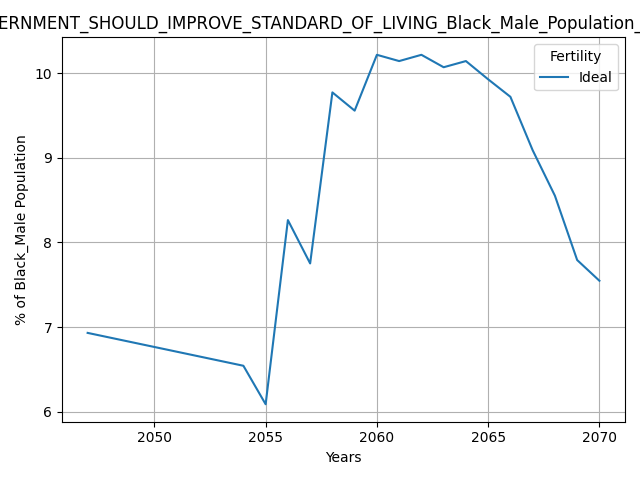 ERNMENT_SHOULD_IMPROVE_STANDARD_OF_LIVING_Black_Male_Population_
Fertility
Ideal
% of Black_Male Population
10
9
8
7
6
2050 2055 2060 2065 2070
Years